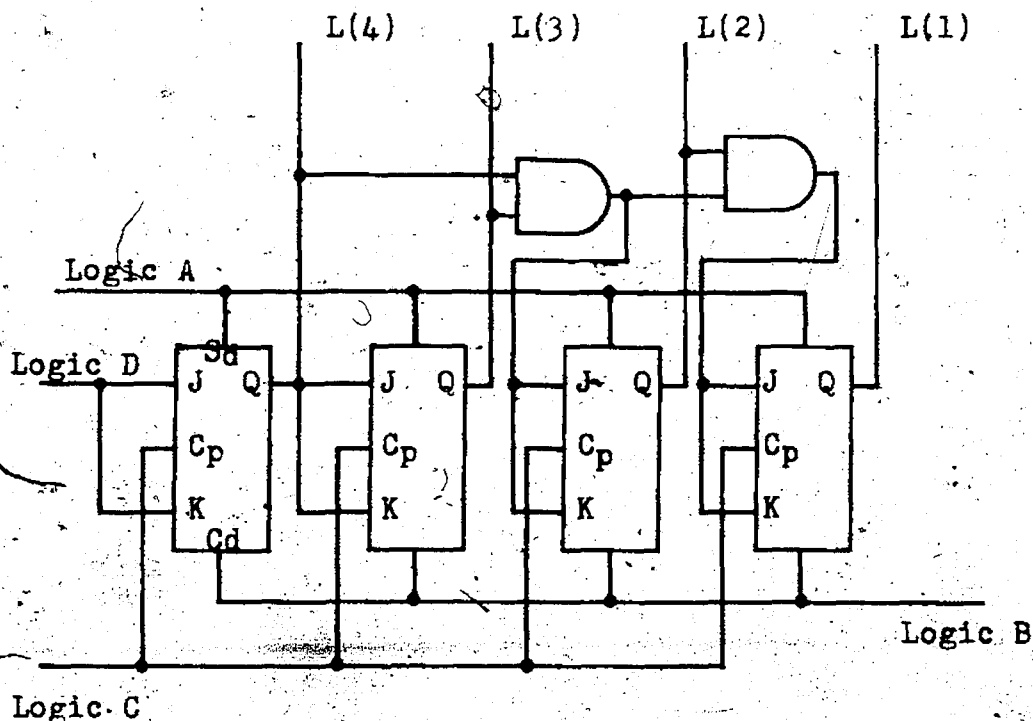 L(4) L(3) L(2) L(1)
Logic A
Logic D
Sd
J Q J Q J Q J Q
Cp Cp Cp Cp
K K K K
Cd
Logic B
Logic C